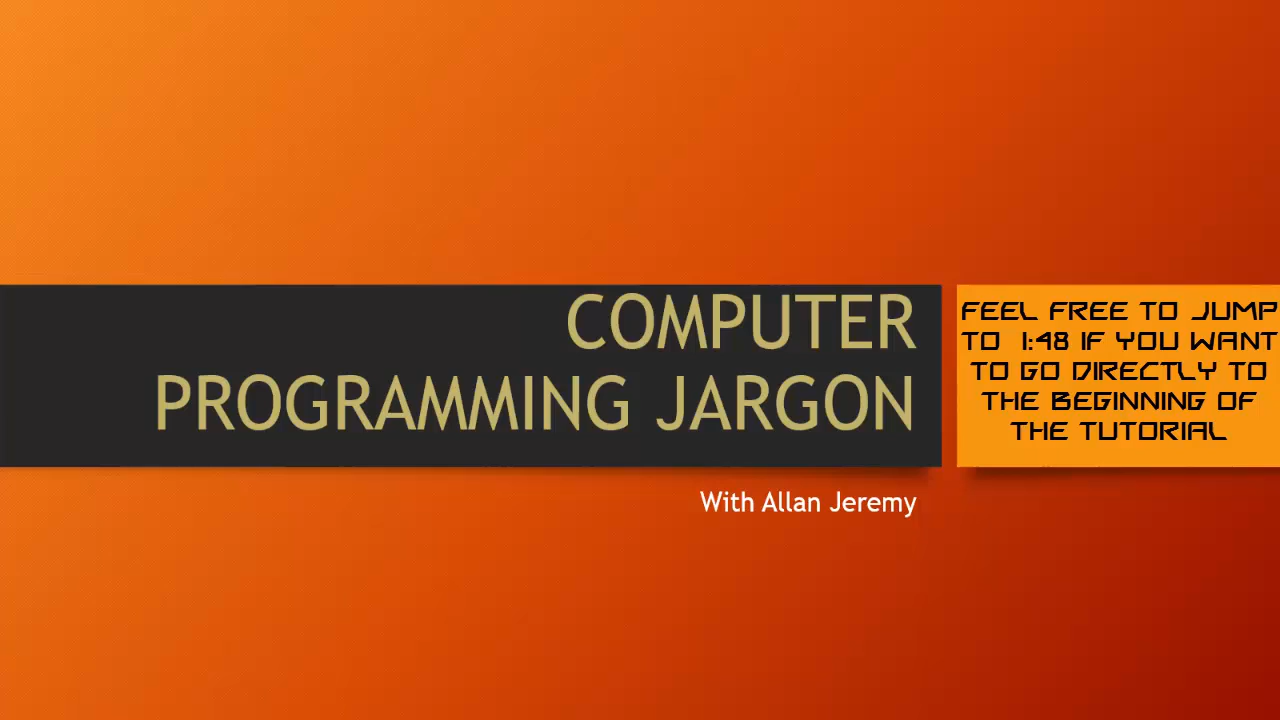 COMPUTER
PROGRAMMING JARGON
With Allan Jeremy
FEEL FREE TO JUMP
TO 1:48 IF YOU WANT
TO GO DIRECTLY TO
THE BEGINNING OF
THE TUTORIAL